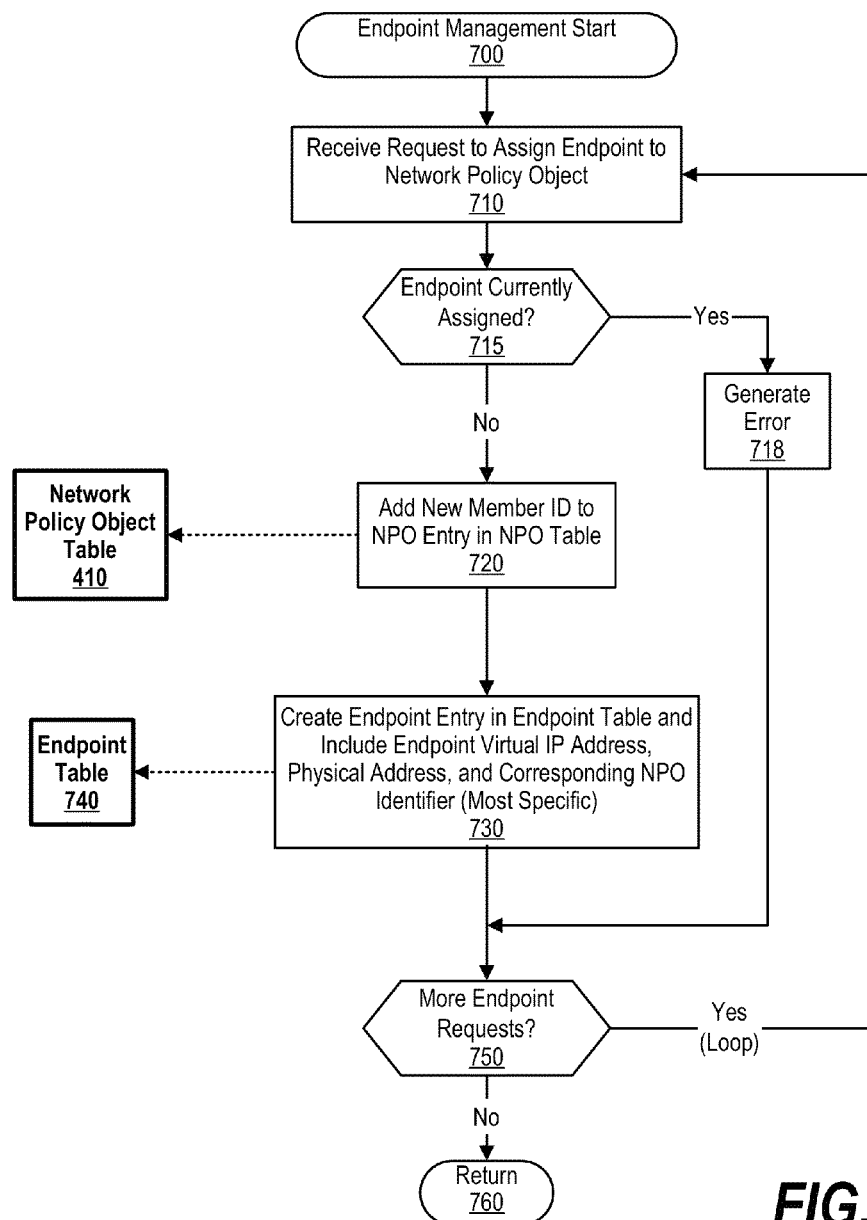 Endpoint Management Start
700
Receive Request to Assign Endpoint to
Network Policy Object
710
Endpoint Currently
Assigned?
715
Yes
Generate
Error
718
No
Network
Policy Object
Table
410
Add New Member ID to
NPO Entry in NPO Table
720
Endpoint
Table
740
Create Endpoint Entry in Endpoint Table and
Include Endpoint Virtual IP Address,
Physical Address, and Corresponding NPO
Identifier (Most Specific)
730
More Endpoint
Requests?
750
Yes
(Loop)
No
Return
760
FIG.